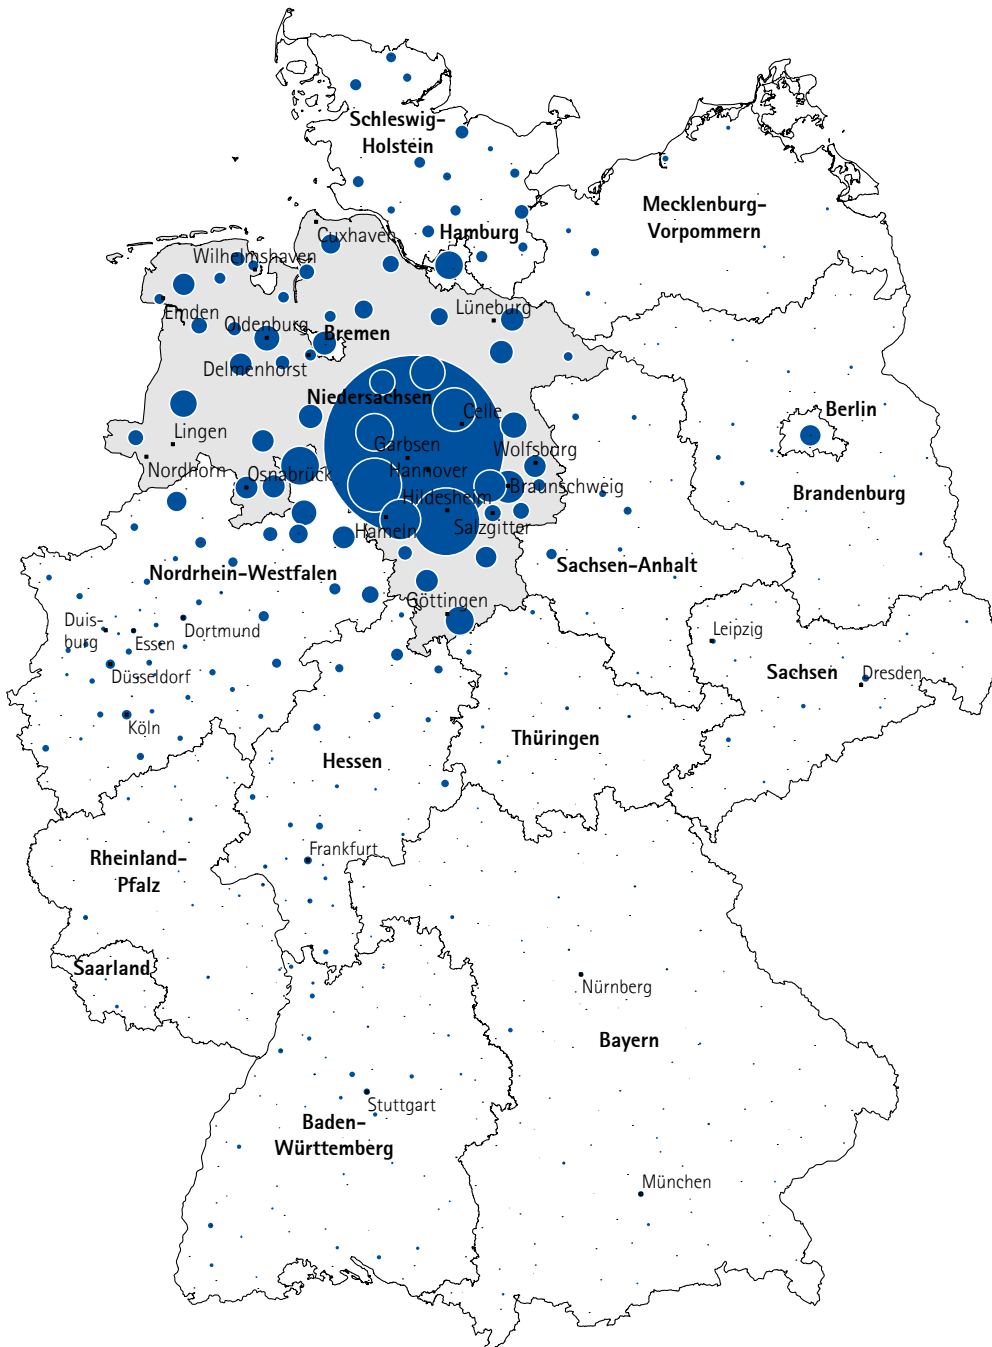 Schleswig-
Holstein
Mecklenburg-
Vorpommern
Cuxhaven
Hamburg
Wilhelmshaven
Emden
Lüneburg
Oldenburg
Bremen
Delmenhorst
Niedersachsen
Celle
Berlin
Lingen
Garbsen
Wolfsburg
Nordhorn
Osnabrück
Hannover
Braunschweig
Brandenburg
Hildesheim
Hameln
Salzgitter
Nordrhein-Westfalen
Sachsen-Anhalt
Göttingen
Duis-
burg
Essen
Dortmund
Leipzig
Düsseldorf
Sachsen
Dresden
Köln
Thüringen
Hessen
Frankfurt
Rheinland-
Pfalz
Saarland
Nürnberg
Bayern
Stuttgart
Baden-
Württemberg
München